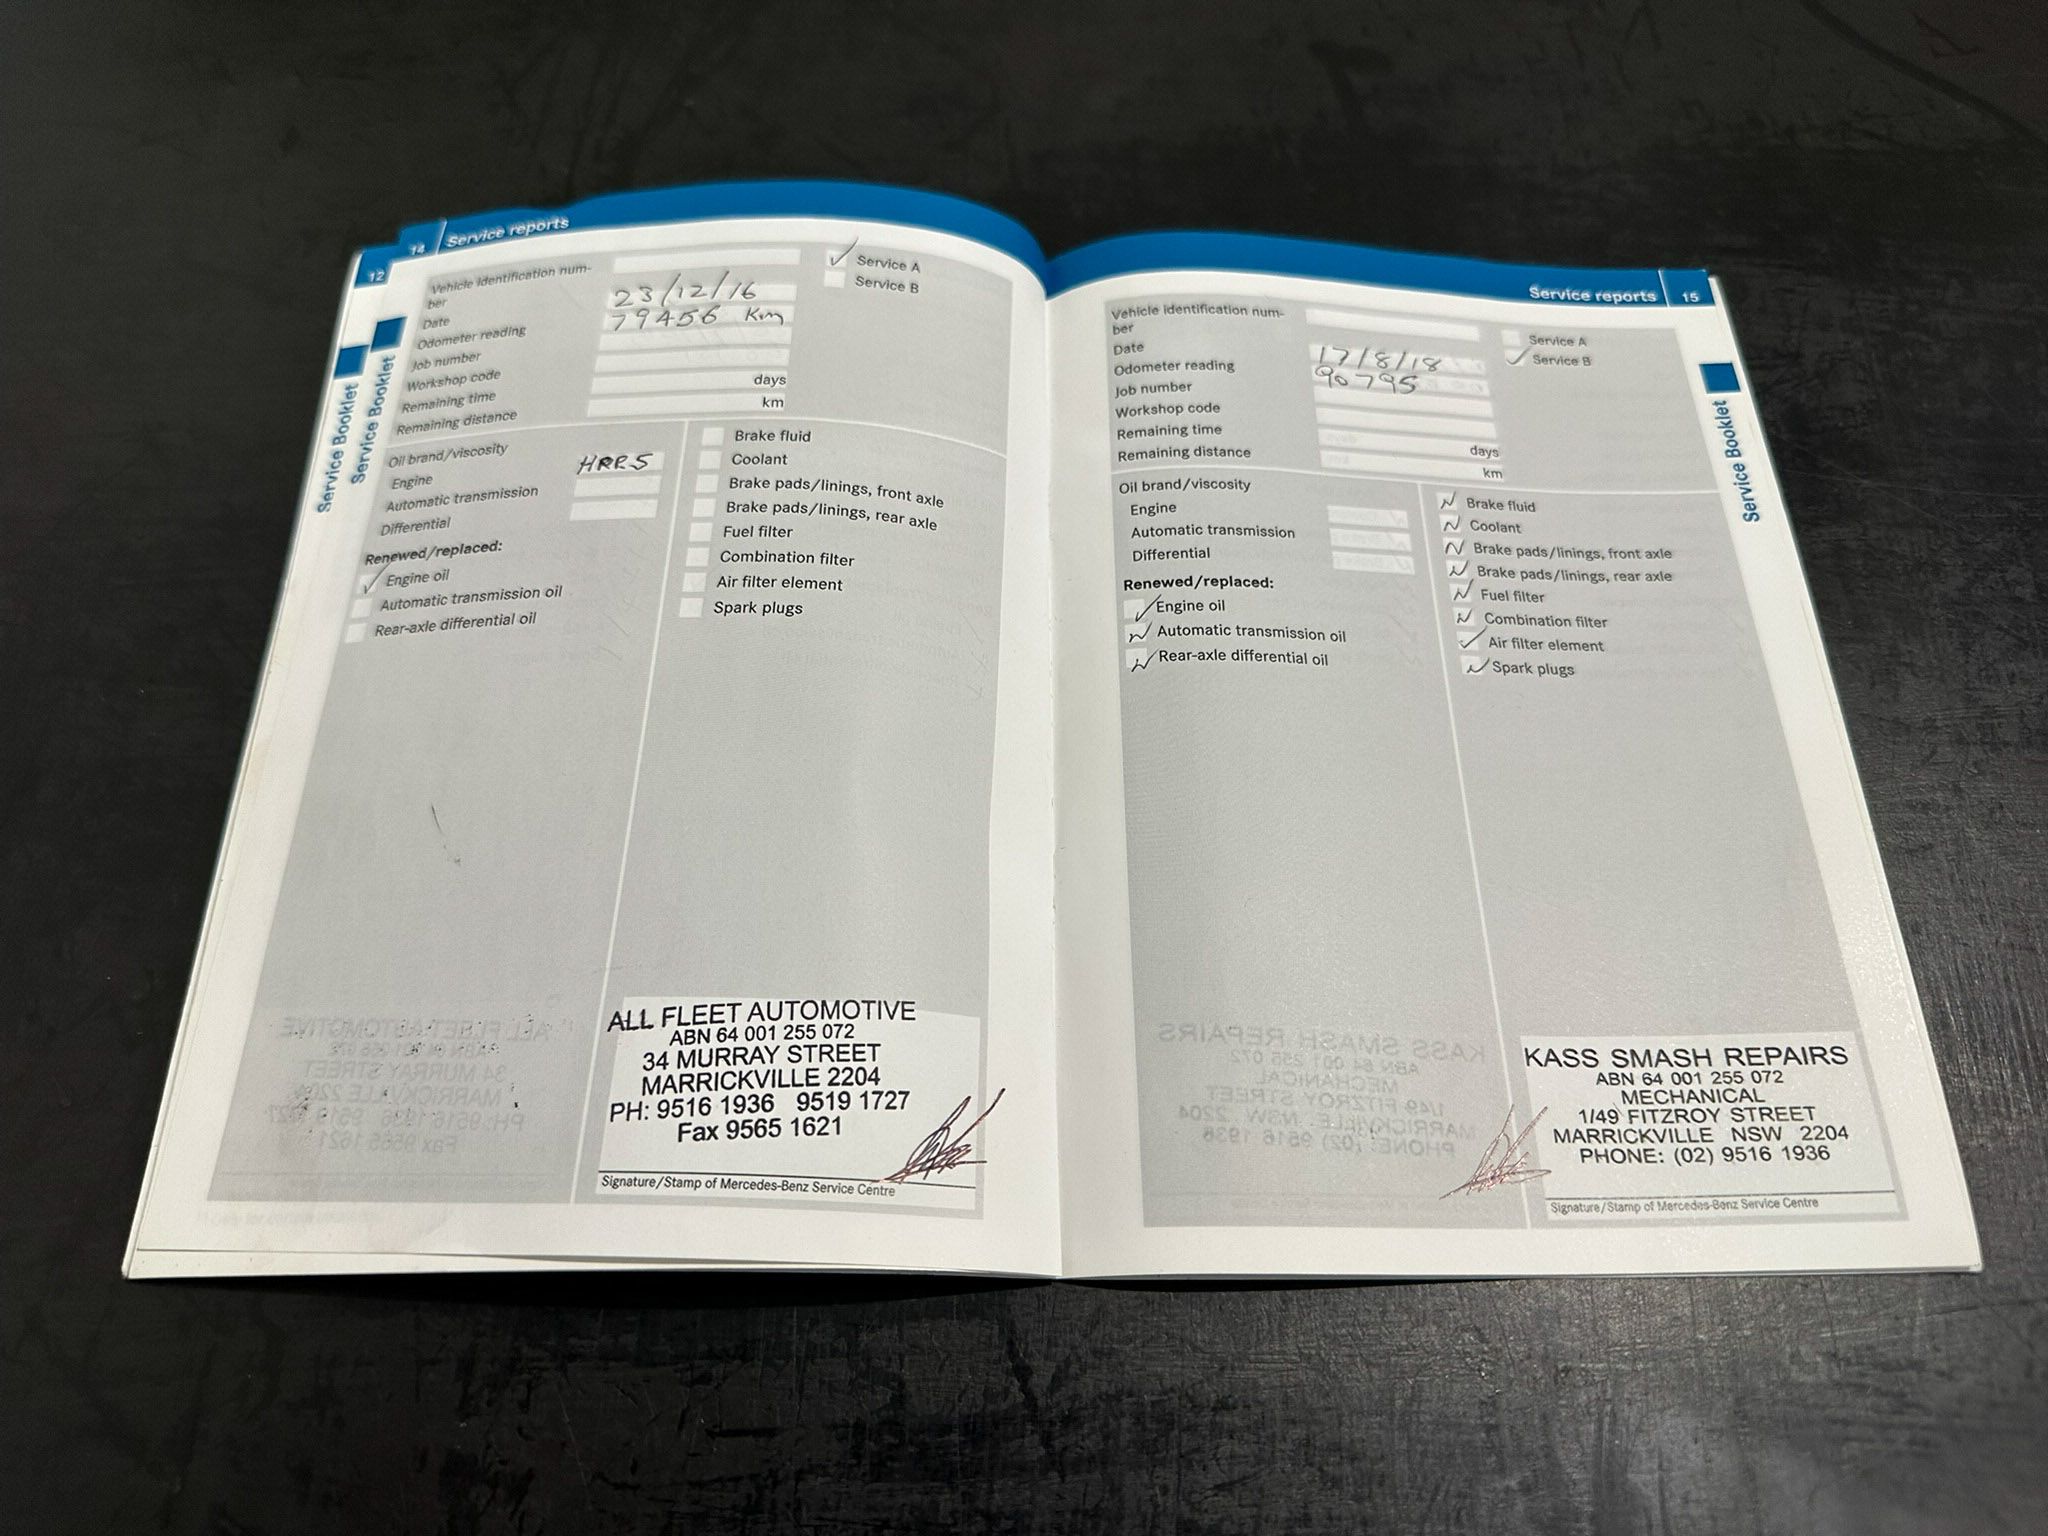 12
14 Service reports
Service Booklet
Service Booklet
Vehicle identification num-
ber
Date 23/12/16
Odometer reading 79456 Km
Job number
Workshop code
Remaining time days
Remaining distance km
Service A
Service B
Oil brand/viscosity
Engine HRR5
Automatic transmission
Differential
Renewed/replaced:
Engine oil
Automatic transmission oil
Rear-axle differential oil
Brake fluid
Coolant
Brake pads/linings, front axle
Brake pads/linings, rear axle
Fuel filter
Combination filter
Air filter element
Spark plugs
ALL FLEET AUTOMOTIVE
ABN 64 001 255 072
34 MURRAY STREET
MARRICKVILLE 2204
PH: 9516 1936 9519 1727
Fax 9565 1621
Signature/Stamp of Mercedes-Benz Service Centre
Service reports 15
Service Booklet
Vehicle identification num-
ber
Date 17/8/18
Odometer reading 90795
Job number
Workshop code
Remaining time days
Remaining distance km
Service A
Service B
Oil brand/viscosity
Engine
Automatic transmission
Differential
Renewed/replaced:
Engine oil
Automatic transmission oil
Rear-axle differential oil
Brake fluid
Coolant
Brake pads/linings, front axle
Brake pads/linings, rear axle
Fuel filter
Combination filter
Air filter element
Spark plugs
KASS SMASH REPAIRS
ABN 64 001 255 072
MECHANICAL
1/49 FITZROY STREET
MARRICKVILLE NSW 2204
PHONE: (02) 9516 1936
Signature/Stamp of Mercedes-Benz Service Centre